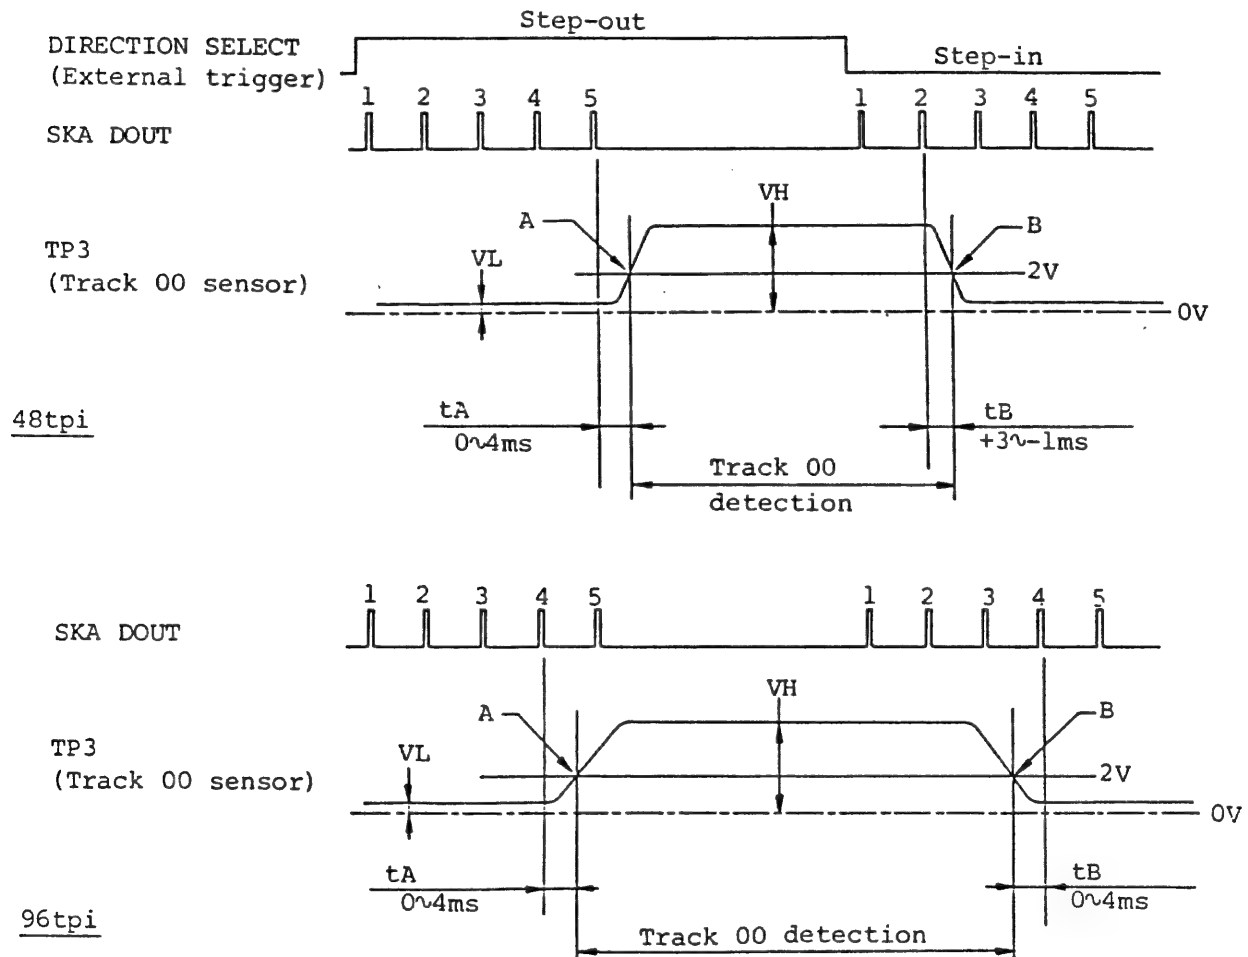 Step-out
DIRECTION SELECT
(External trigger)
Step-in
1 2 3 4 5 1 2 3 4 5
SKA DOUT
VH
A
B
TP3
(Track 00 sensor)
VL
2V
0V
48tpi
tA
0~4ms
tB
+3~-1ms
Track 00
detection
1 2 3 4 5 1 2 3 4 5
SKA DOUT
VH
A
B
TP3
(Track 00 sensor)
VL
2V
0V
tA
0~4ms
tB
0~4ms
96tpi
Track 00 detection